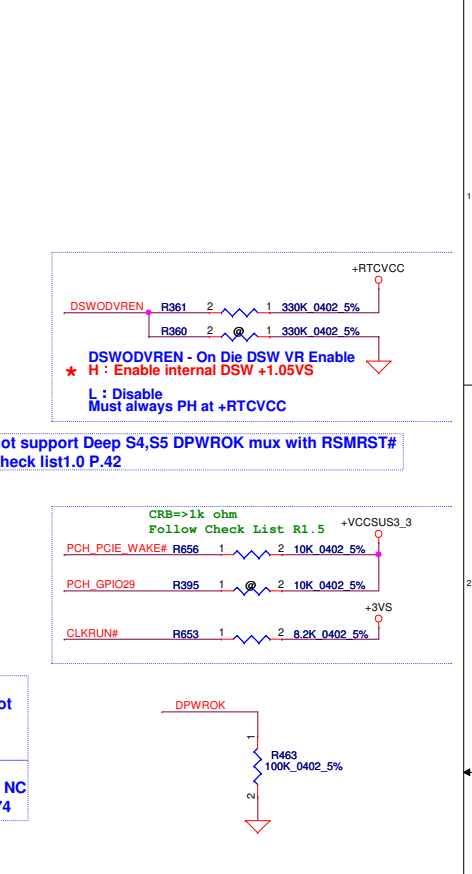 1
+RTCVCC
DSWODVREN R361 2 1 330K_0402_5%
R360 2 @ 1 330K_0402_5%
DSWODVREN - On Die DSW VR Enable
* H : Enable internal DSW +1.05VS
L : Disable
Must always PH at +RTCVCC
ot support Deep S4,S5 DPWROK mux with RSMRST#
heck list1.0 P.42
CRB=>1k ohm
Follow Check List R1.5
+VCCSUS3_3
PCH_PCIE_WAKE# R656 1 2 10K_0402_5%
PCH_GPIO29 R395 1 @ 2 10K_0402_5%
2
+3VS
CLKRUN# R653 1 2 8.2K_0402_5%
ot
DPWROK
1
R463
100K_0402_5%
2
NC
74